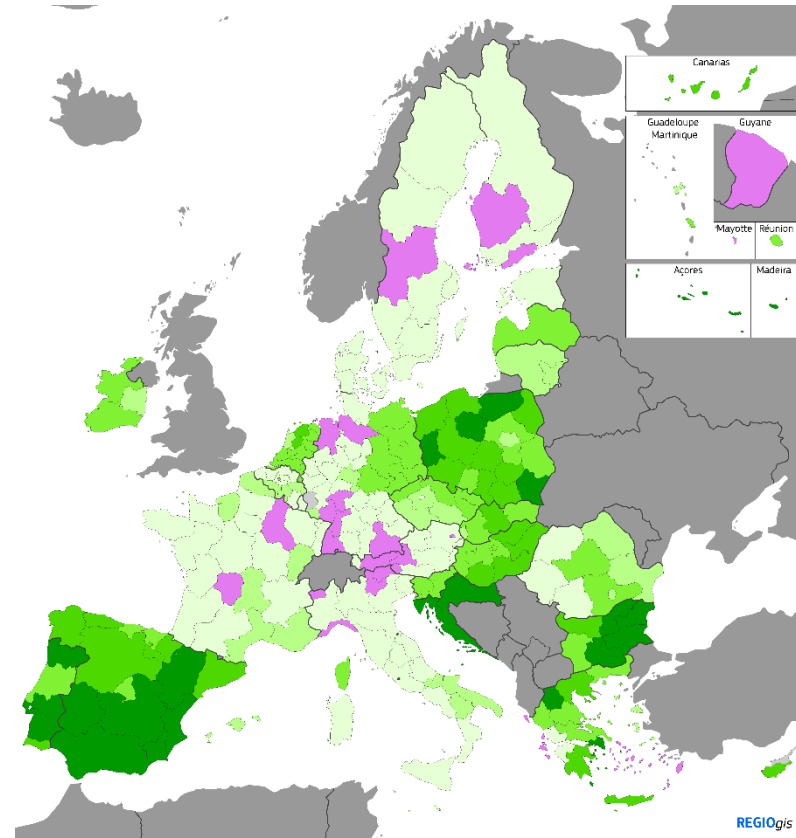 Canarias
Guadeloupe
Martinique
Guyane
Mayotte
Réunion
Açores
Madeira
REGIOgis